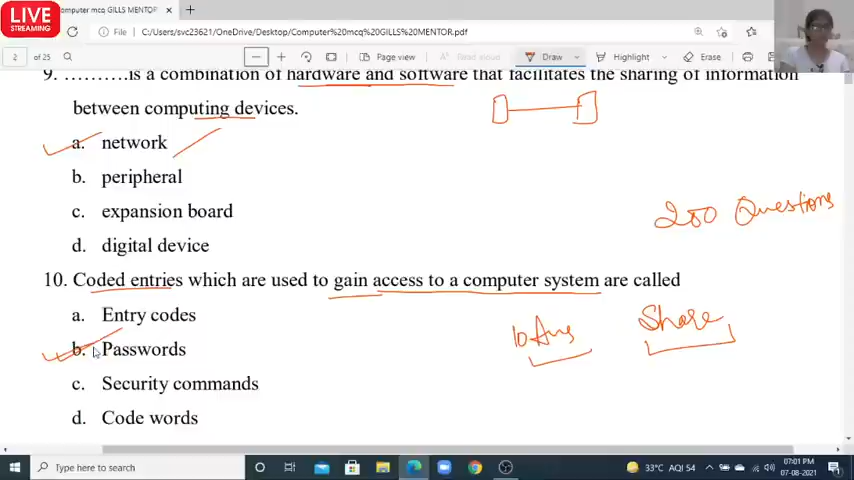 LIVE
STREAMING
Computer mcq GILLS MENTOR.pdf
File
C:/Users/svc23621/OneDrive/Desktop/Computer%20mcq%20GILLS%20MENTOR.pdf
2 of 25
Page view
Read aloud
Draw
Highlight
Erase
9. ……….is a combination of hardware and software that facilitates the sharing of information
between computing devices.
a. network
b. peripheral
c. expansion board
d. digital device
200 Questions
10. Coded entries which are used to gain access to a computer system are called
a. Entry codes
b. Passwords
c. Security commands
d. Code words
10 Ans
Share
Type here to search
33°C AQI 54
07:01 PM
07-08-2021